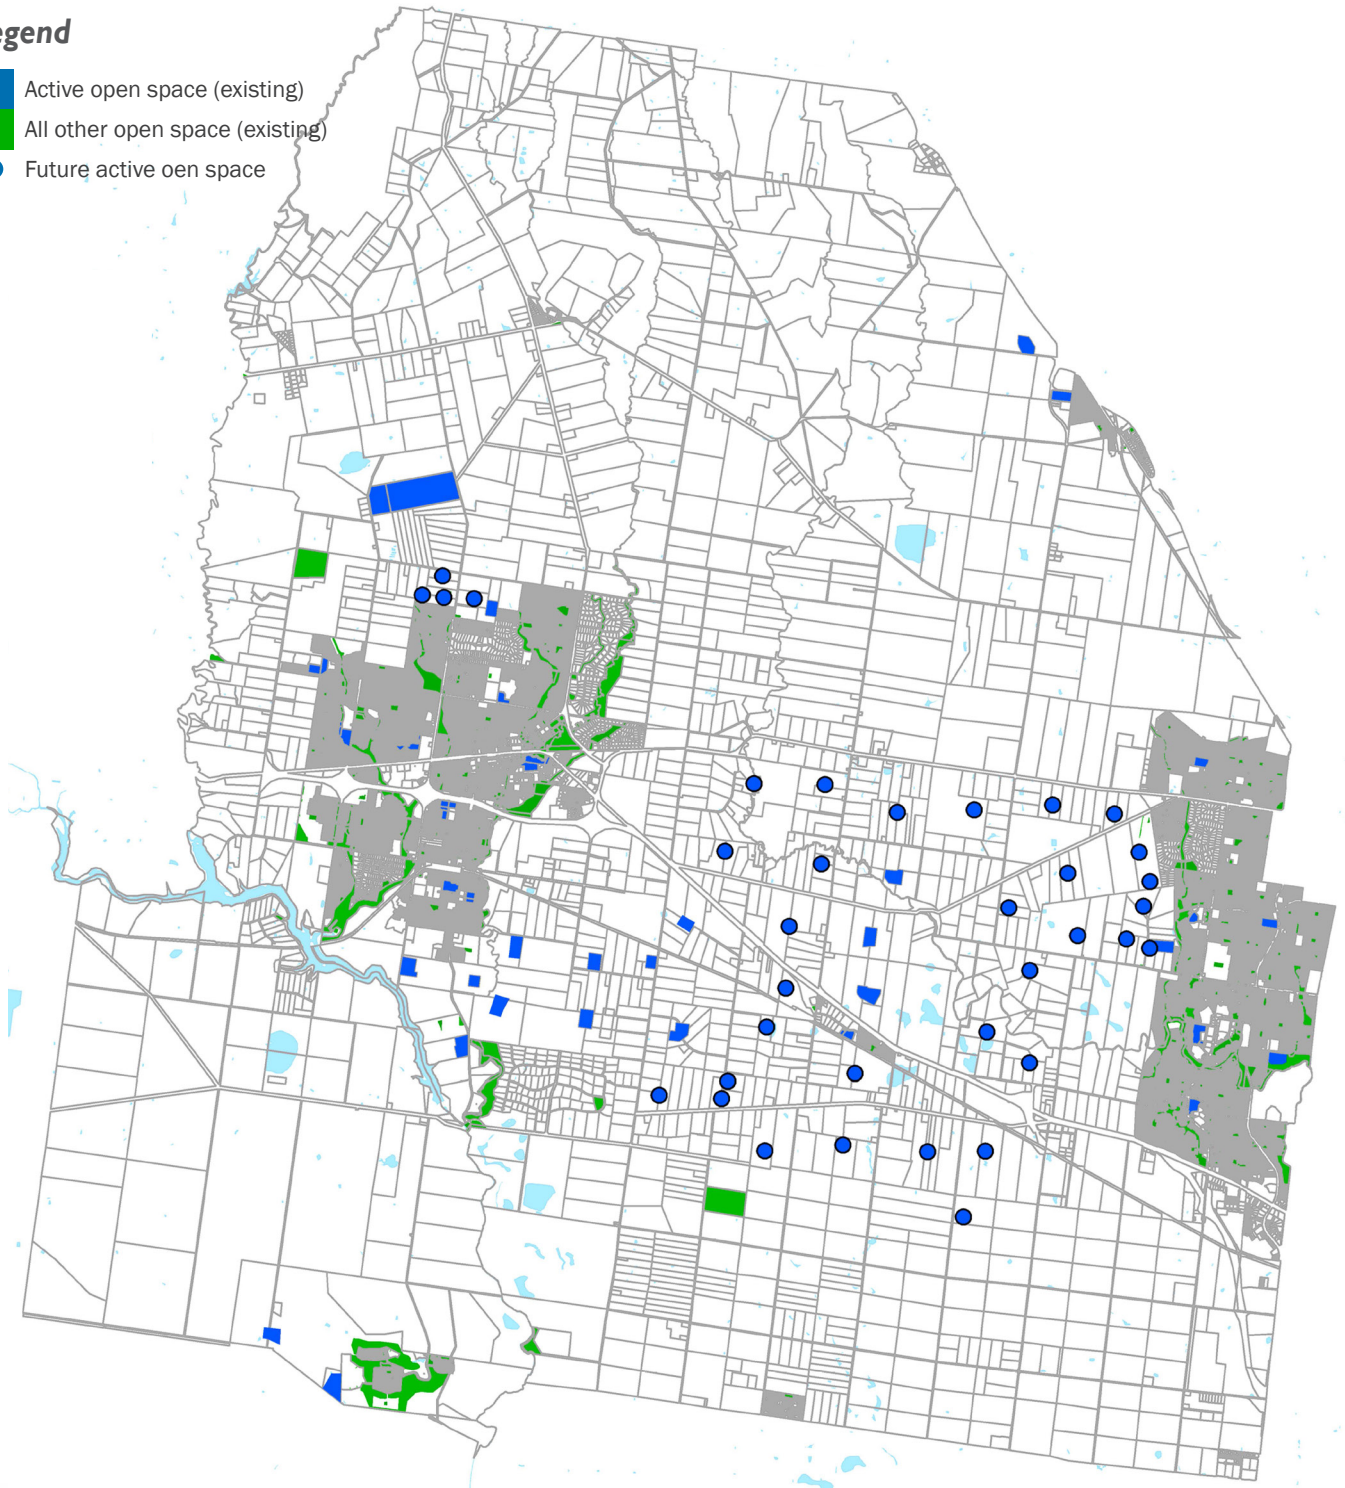 egend
Active open space (existing)
All other open space (existing)
Future active oen space